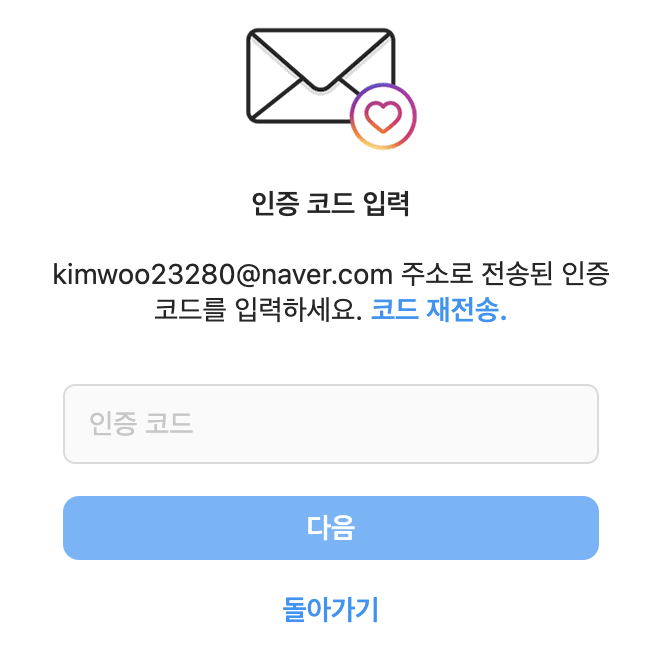 인증 코드 입력
kimwoo23280@naver.com 주소로 전송된 인증
코드를 입력하세요. 코드 재전송.
인증 코드
다음
돌아가기